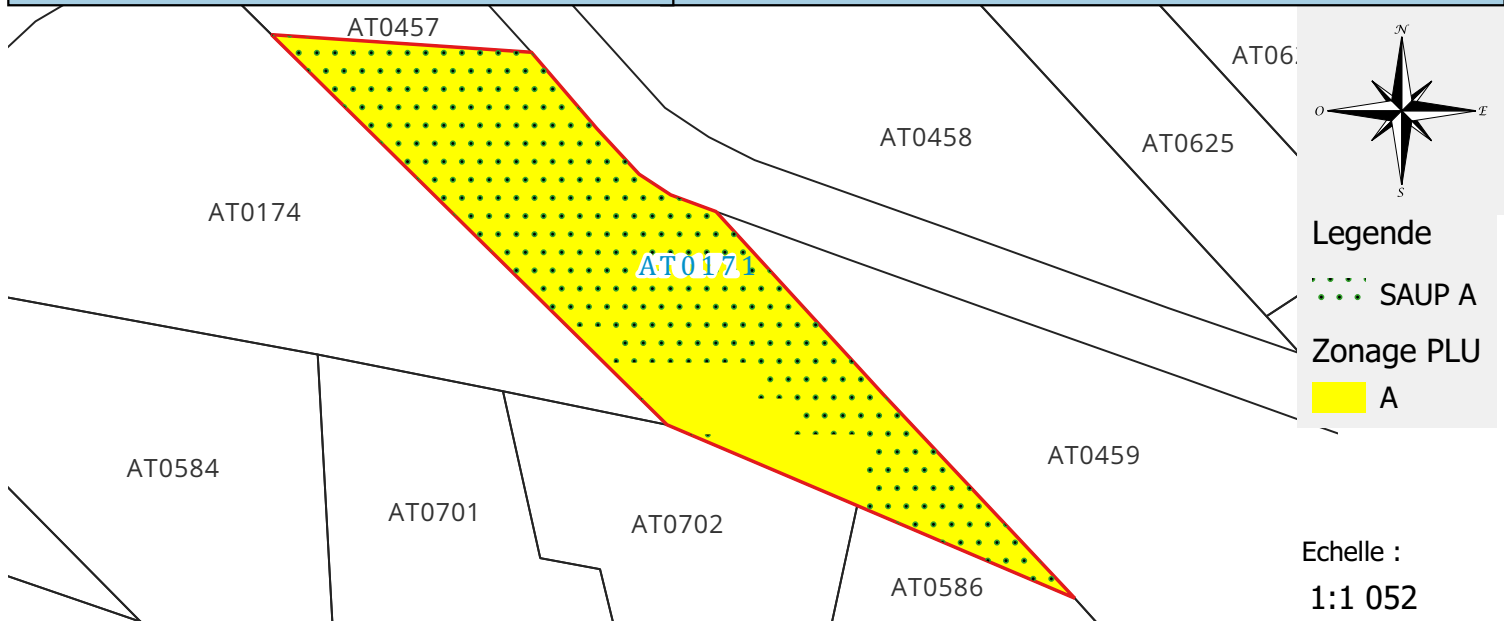 AT0457
AT0458
AT0625
AT0174
AT0171
AT0459
AT0584
AT0701
AT0702
AT0586
N
O
E
S
Legende
SAUP A
Zonage PLU
A
Echelle :
1:1 052